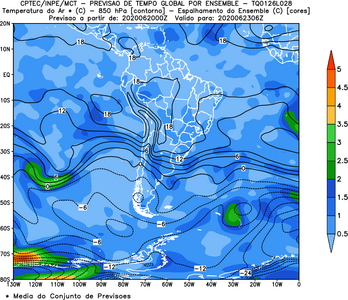 CPTEC/INPE/MCT - PREVISAO DE TEMPO GLOBAL POR ENSEMBLE - TQ0126L028
Temperatura do Ar * (C) - 850 hPa [contorno] - Espalhamento do Ensemble (C) [cores]
Previsao a partir de: 2020062000Z Valido para: 2020062306Z
20N
10N
EQ
10S
20S
30S
40S
50S
60S
70S
80S
130W 120W 110W 100W 90W 80W 70W 60W 50W 40W 30W 20W 10W 0
18
18
18
-12
18
18
6
-12
6
6
0
-6
-6
-6
-6
-12
-12
-24
5
4.5
4
3.5
3
2.5
2
1.5
1
0.5
* Media do Conjunto de Previsoes